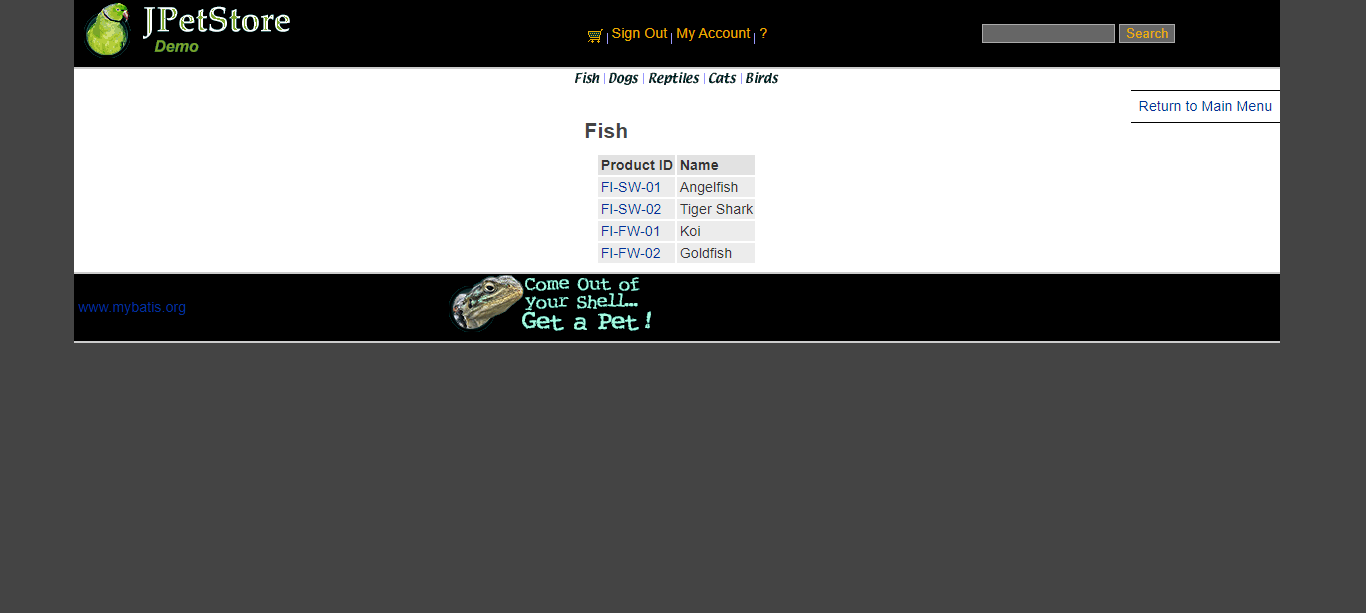 JPetStore
Demo
Sign Out | My Account | ?
Search
Fish | Dogs | Reptiles | Cats | Birds
Return to Main Menu
Fish
Product ID Name
FI-SW-01 Angelfish
FI-SW-02 Tiger Shark
FI-FW-01 Koi
FI-FW-02 Goldfish
www.mybatis.org
Come Out of
Your Shell...
Get a Pet!